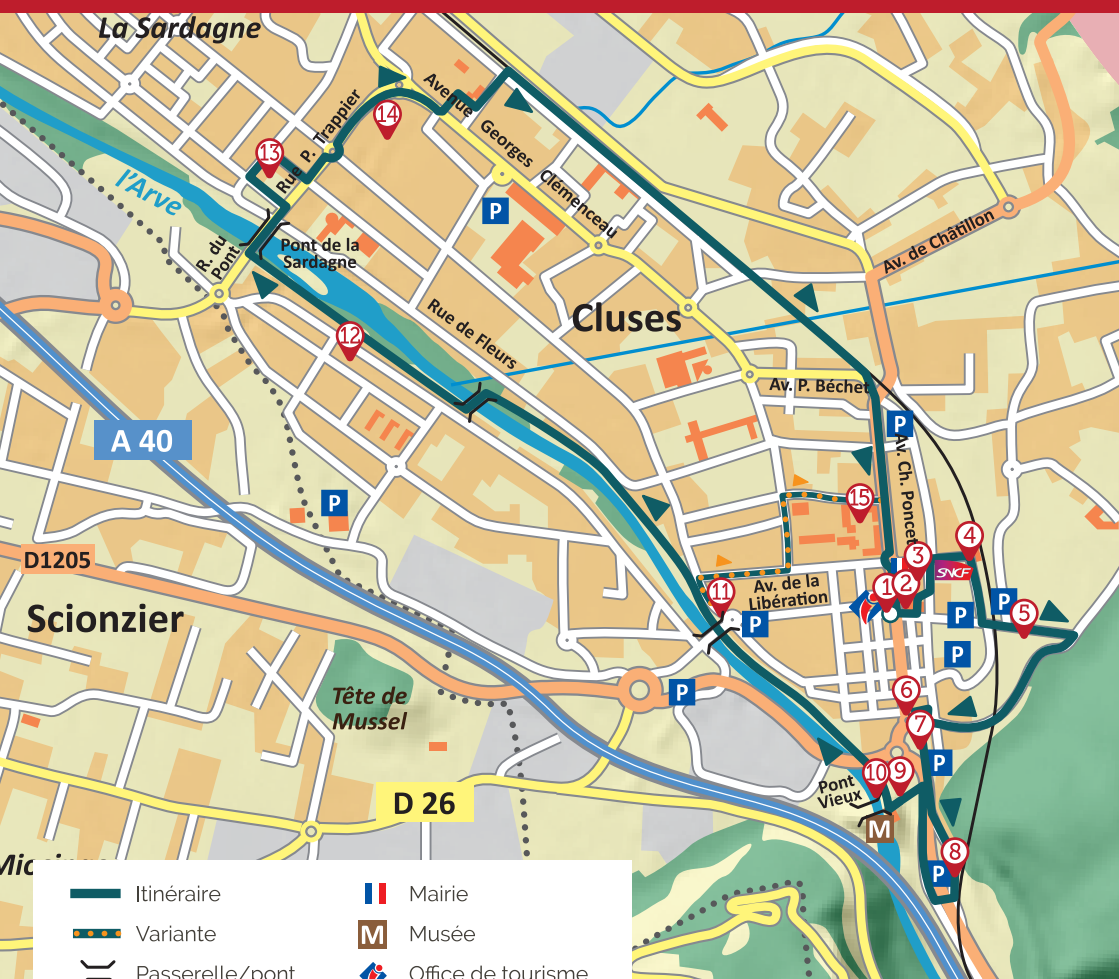 La Sardagne
Avenue
Georges
Clémenceau
14
Rue P. Trappier
13
l'Arve
P
Pont de la
Sardagne
R. du
Pont
Av. de Châtillon
Rue de Fleurs
Cluses
12
Av. P. Béchet
A 40
P
Av. Ch. Poncet
15
P
D1205
4
3
SNCF
1
2
Av. de la
Libération
11
P
P
P
5
Scionzier
P
6
P
Tête de
Mussel
7
P
10
9
Pont
Vieux
D 26
M
8
P
Itinéraire
Mairie
Variante
M
Musée
Passerelle/pont
Office de tourisme